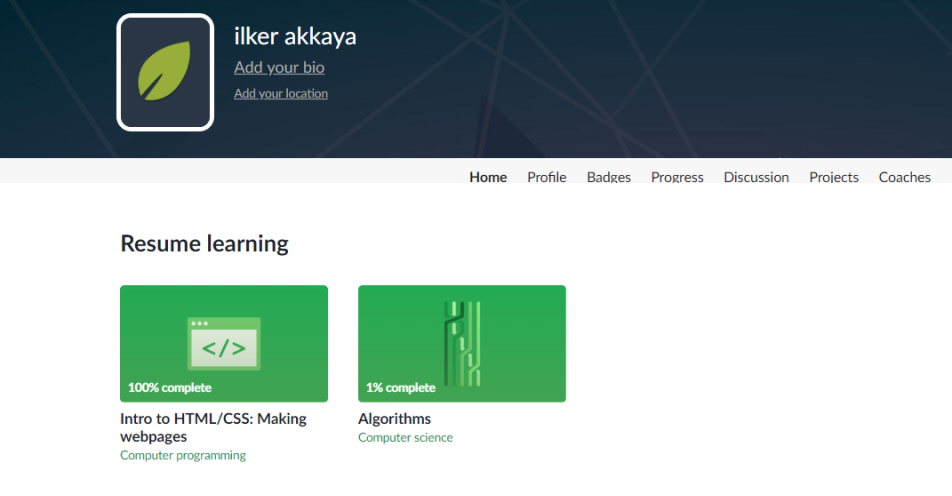 ilker akkaya
Add your bio
Add your location
Home Profile Badges Progress Discussion Projects Coaches
Resume learning
</>
100% complete
1% complete
Intro to HTML/CSS: Making
webpages
Computer programming
Algorithms
Computer science